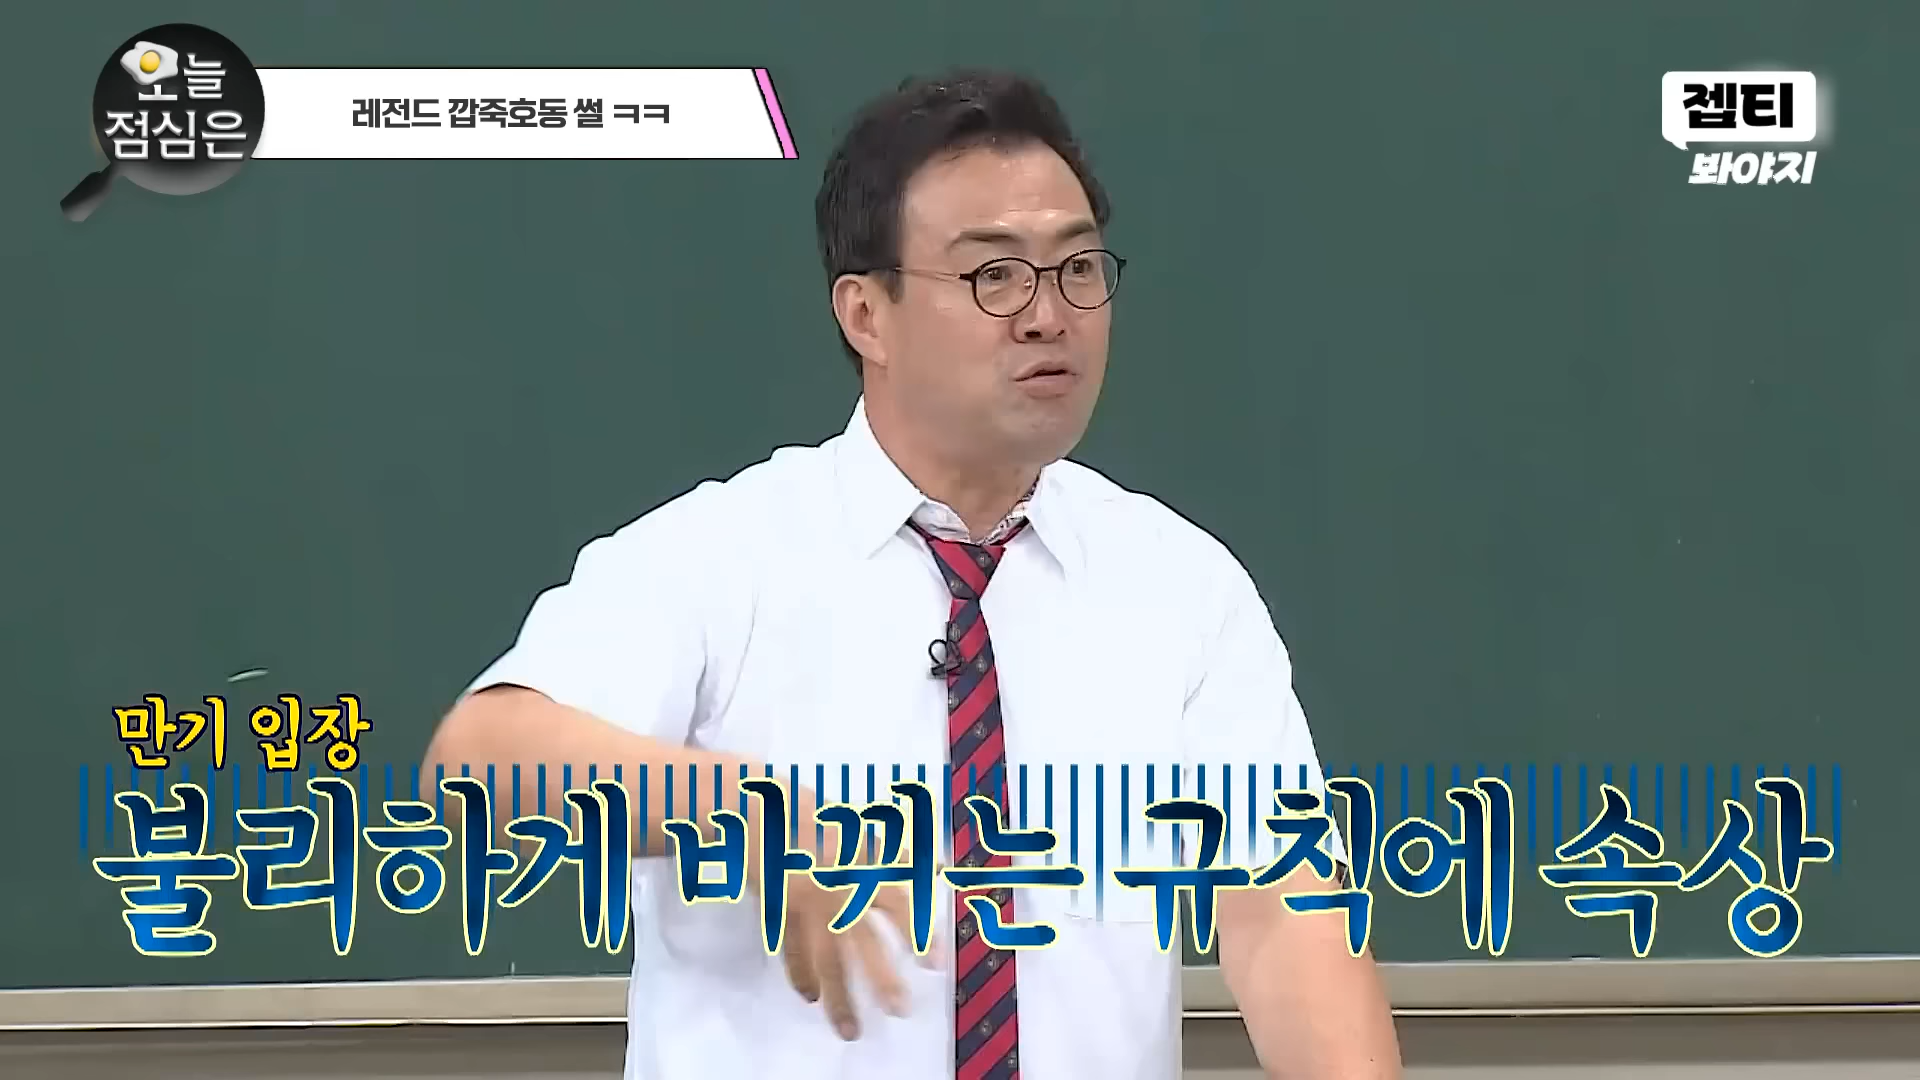 오늘
점심은
레전드 깝죽호동 썰 ㅋㅋ
젭티
봐야지
만기 입장
불리하게 바뀌는 규칙에 속상